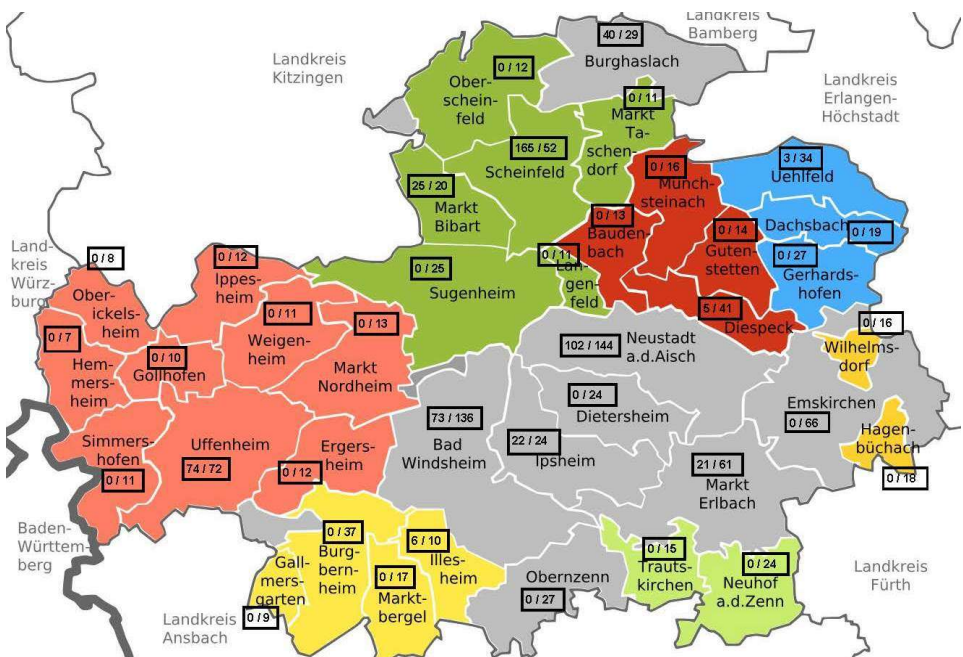 Landkreis
Bamberg
40 / 29
Burghaslach
Landkreis
Kitzingen
0 / 12
Ober-
schein-
feld
Landkreis
Erlangen-
Höchstadt
0 / 11
Markt
Ta-
schen-
dorf
165 / 52
Scheinfeld
3 / 34
Uehlfeld
0 / 16
Münch-
steinach
25 / 20
Markt
Bibart
0 / 13
Bauden-
bach
0 / 14
Guten-
stetten
Dachsbach
0 / 19
0 / 27
Gerhards-
hofen
Land-
kreis
Würz-
burg
0 / 8
Ober-
ickels-
heim
0 / 12
Ippes-
heim
0 / 25
Sugenheim
0 / 11
Lan-
gen-
feld
5 / 41
Diespeck
0 / 16
Wilhelms-
dorf
0 / 7
Hem-
mers-
heim
0 / 10
Gollhofen
0 / 11
Weigen-
heim
0 / 13
Markt
Nordheim
102 / 144
Neustadt
a.d.Aisch
0 / 24
Dietersheim
Emskirchen
0 / 66
Hagen-
büchach
0 / 18
Simmers-
hofen
0 / 11
Uffenheim
74 / 72
Ergers-
heim
0 / 12
73 / 136
Bad
Windsheim
22 / 24
Ipsheim
21 / 61
Markt
Erlbach
Baden-
Württem-
berg
0 / 37
Burg-
bern-
heim
6 / 10
Illes-
heim
Gall-
mers-
garten
0 / 9
0 / 17
Markt-
bergel
Obernzenn
0 / 27
0 / 15
Trauts-
kirchen
0 / 24
Neuhof
a.d.Zenn
Landkreis
Fürth
Landkreis
Ansbach